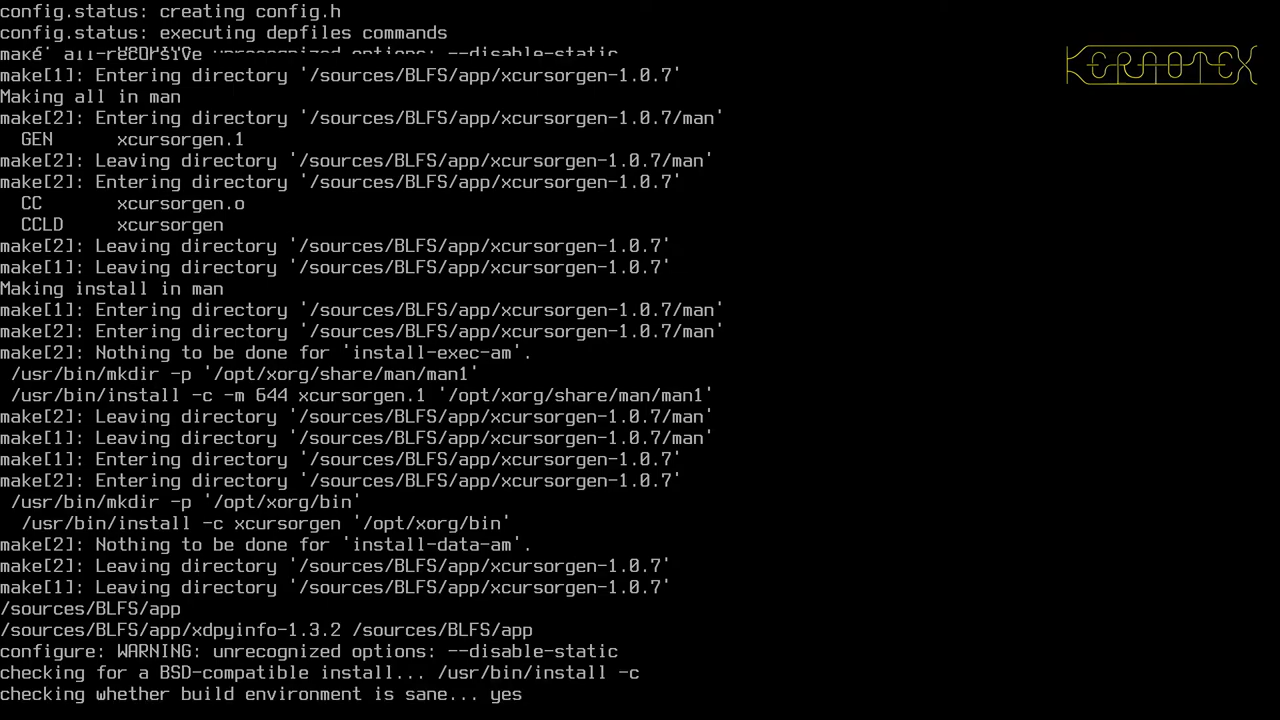 config.status: creating config.h
config.status: executing depfiles commands
make all-recursive unrecognized options: --disable-static
make[1]: Entering directory '/sources/BLFS/app/xcursorgen-1.0.7'
Making all in man
make[2]: Entering directory '/sources/BLFS/app/xcursorgen-1.0.7/man'
  GEN      xcursorgen.1
make[2]: Leaving directory '/sources/BLFS/app/xcursorgen-1.0.7/man'
make[2]: Entering directory '/sources/BLFS/app/xcursorgen-1.0.7'
  CC       xcursorgen.o
  CCLD     xcursorgen
make[2]: Leaving directory '/sources/BLFS/app/xcursorgen-1.0.7'
make[1]: Leaving directory '/sources/BLFS/app/xcursorgen-1.0.7'
Making install in man
make[1]: Entering directory '/sources/BLFS/app/xcursorgen-1.0.7/man'
make[2]: Entering directory '/sources/BLFS/app/xcursorgen-1.0.7/man'
make[2]: Nothing to be done for 'install-exec-am'.
 /usr/bin/mkdir -p '/opt/xorg/share/man/man1'
 /usr/bin/install -c -m 644 xcursorgen.1 '/opt/xorg/share/man/man1'
make[2]: Leaving directory '/sources/BLFS/app/xcursorgen-1.0.7/man'
make[1]: Leaving directory '/sources/BLFS/app/xcursorgen-1.0.7/man'
make[1]: Entering directory '/sources/BLFS/app/xcursorgen-1.0.7'
make[2]: Entering directory '/sources/BLFS/app/xcursorgen-1.0.7'
 /usr/bin/mkdir -p '/opt/xorg/bin'
  /usr/bin/install -c xcursorgen '/opt/xorg/bin'
make[2]: Nothing to be done for 'install-data-am'.
make[2]: Leaving directory '/sources/BLFS/app/xcursorgen-1.0.7'
make[1]: Leaving directory '/sources/BLFS/app/xcursorgen-1.0.7'
/sources/BLFS/app
/sources/BLFS/app/xdpyinfo-1.3.2 /sources/BLFS/app
configure: WARNING: unrecognized options: --disable-static
checking for a BSD-compatible install... /usr/bin/install -c
checking whether build environment is sane... yes